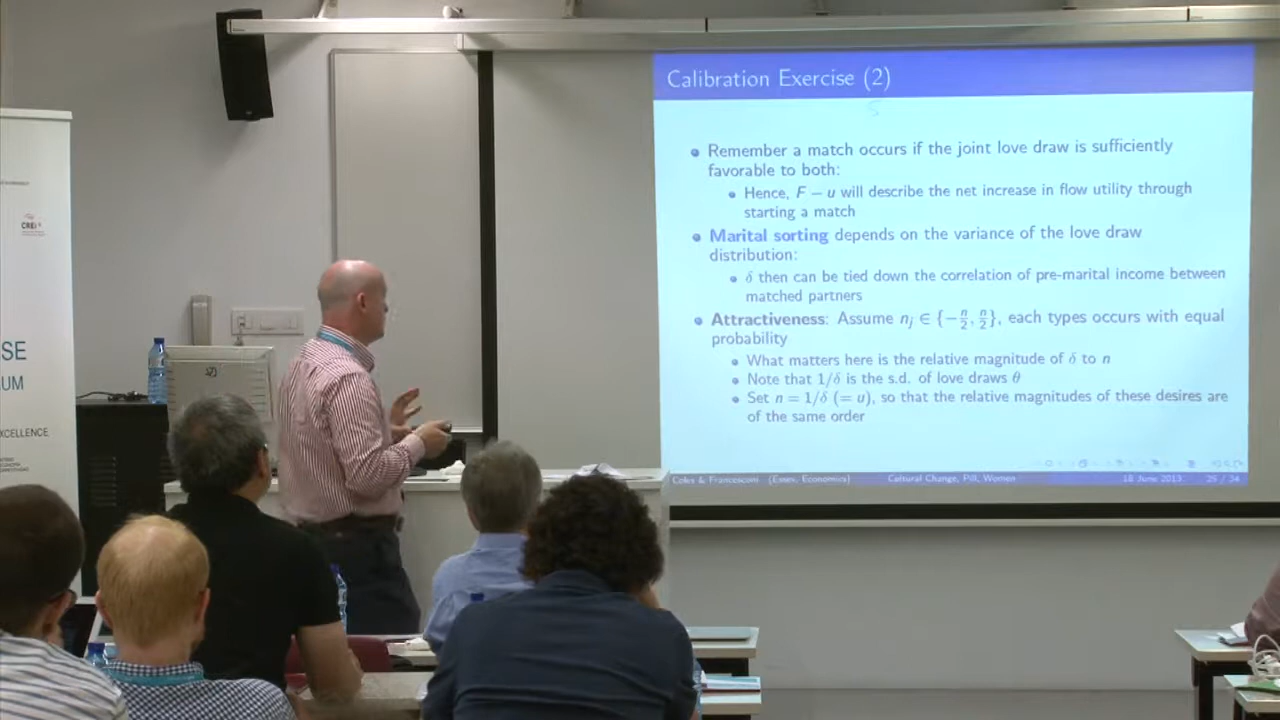 Calibration Exercise (2)
Remember a match occurs if the joint love draw is sufficiently
favorable to both:
Hence, F − u will describe the net increase in flow utility through
starting a match
Marital sorting depends on the variance of the love draw
distribution:
δ then can be tied down the correlation of pre-marital income between
matched partners
Attractiveness: Assume nj ∈ {−n/2, n/2}, each types occurs with equal
probability
What matters here is the relative magnitude of δ to n
Note that 1/δ is the s.d. of love draws θ
Set n = 1/δ (= u), so that the relative magnitudes of these desires are
of the same order
Coles & Francesconi (Essex, Economics) Cultural Change, Pill, Women 18 June 2013 25 / 34
CREi
SE
UM
XCELLENCE